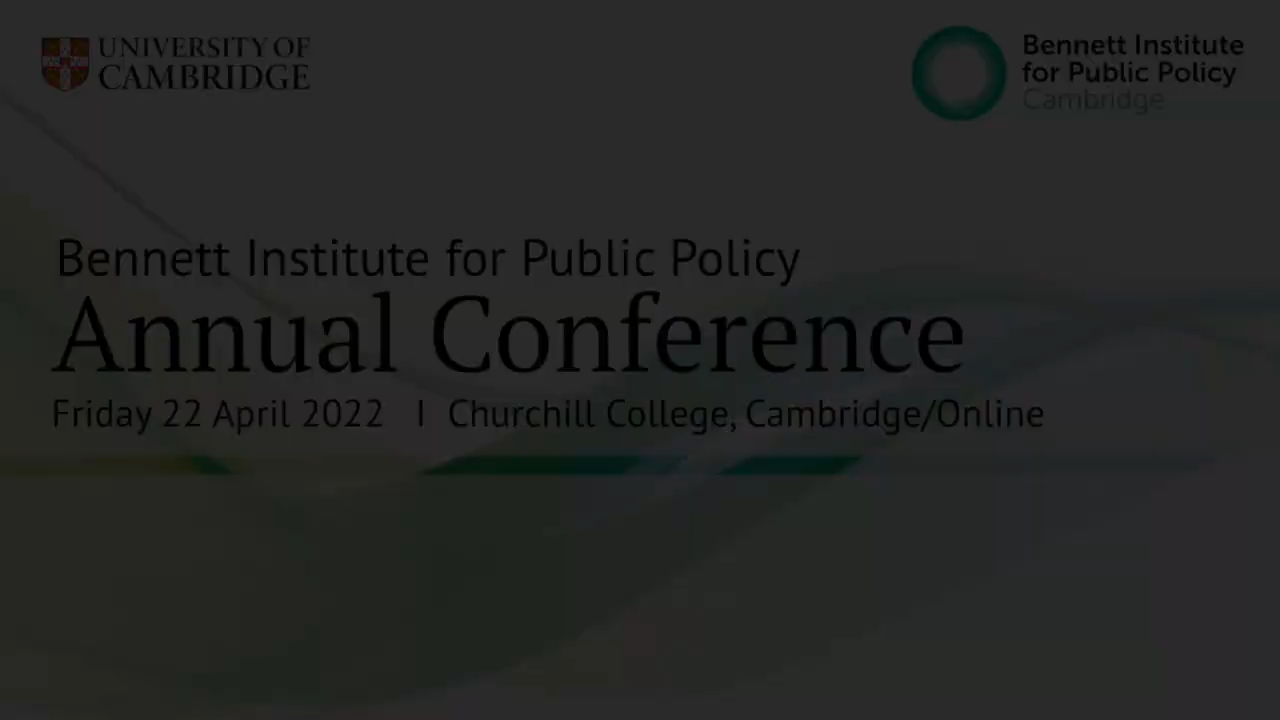 UNIVERSITY OF
CAMBRIDGE
Bennett Institute
for Public Policy
Cambridge
Bennett Institute for Public Policy
Annual Conference
Friday 22 April 2022 | Churchill College, Cambridge/Online